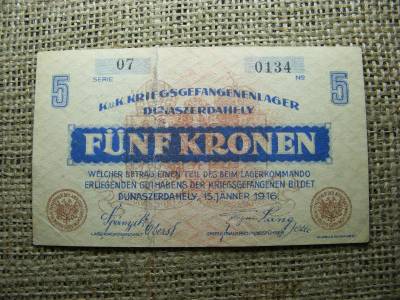 07
0134
SERIE
№
5
5
K.u.K. KRIEGSGEFANGENENLAGER
DUNASZERDAHELY
FÜNF KRONEN
WELCHER BETRAG EINEN TEIL DES BEIM LAGERKOMMANDO
ERLIEGENDEN GUTHABENS DER KRIEGSGEFANGENEN BILDET
DUNASZERDAHELY, 15. JÄNNER 1916.
Oberst